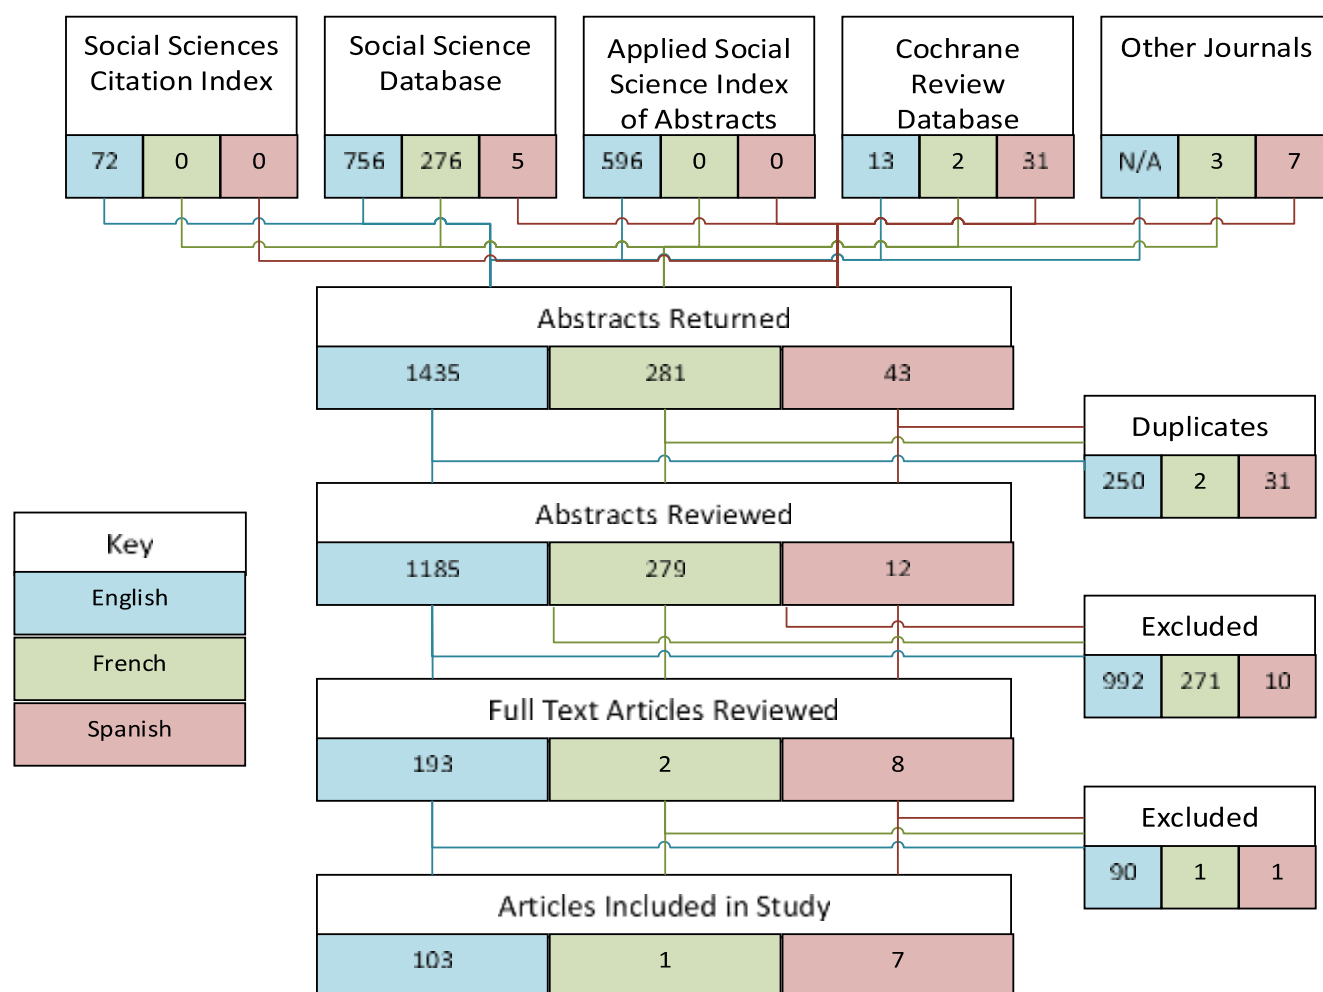 Social Sciences
Citation Index
72 0 0
Social Science
Database
756 276 5
Applied Social
Science Index
of Abstracts
596 0 0
Cochrane
Review
Database
13 2 31
Other Journals
N/A 3 7
Abstracts Returned
1435 281 43
Duplicates
250 2 31
Abstracts Reviewed
1185 279 12
Key
English
French
Spanish
Excluded
992 271 10
Full Text Articles Reviewed
193 2 8
Excluded
90 1 1
Articles Included in Study
103 1 7